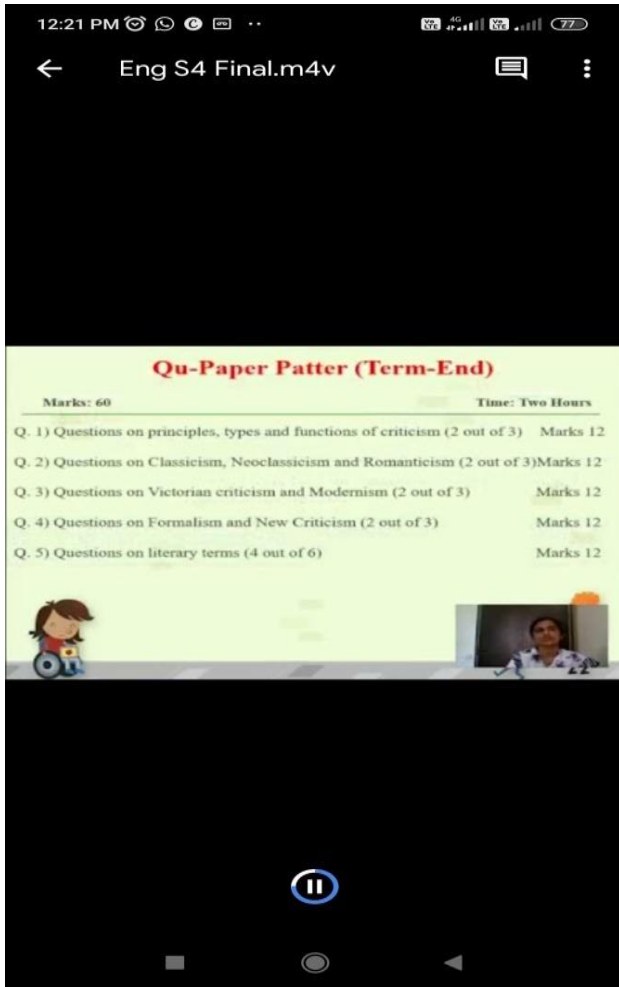 12:21 PM
4G
77
Eng S4 Final.m4v
Qu-Paper Patter (Term-End)
Marks: 60 Time: Two Hours
Q. 1) Questions on principles, types and functions of criticism (2 out of 3) Marks 12
Q. 2) Questions on Classicism, Neoclassicism and Romanticism (2 out of 3)Marks 12
Q. 3) Questions on Victorian criticism and Modernism (2 out of 3) Marks 12
Q. 4) Questions on Formalism and New Criticism (2 out of 3) Marks 12
Q. 5) Questions on literary terms (4 out of 6) Marks 12